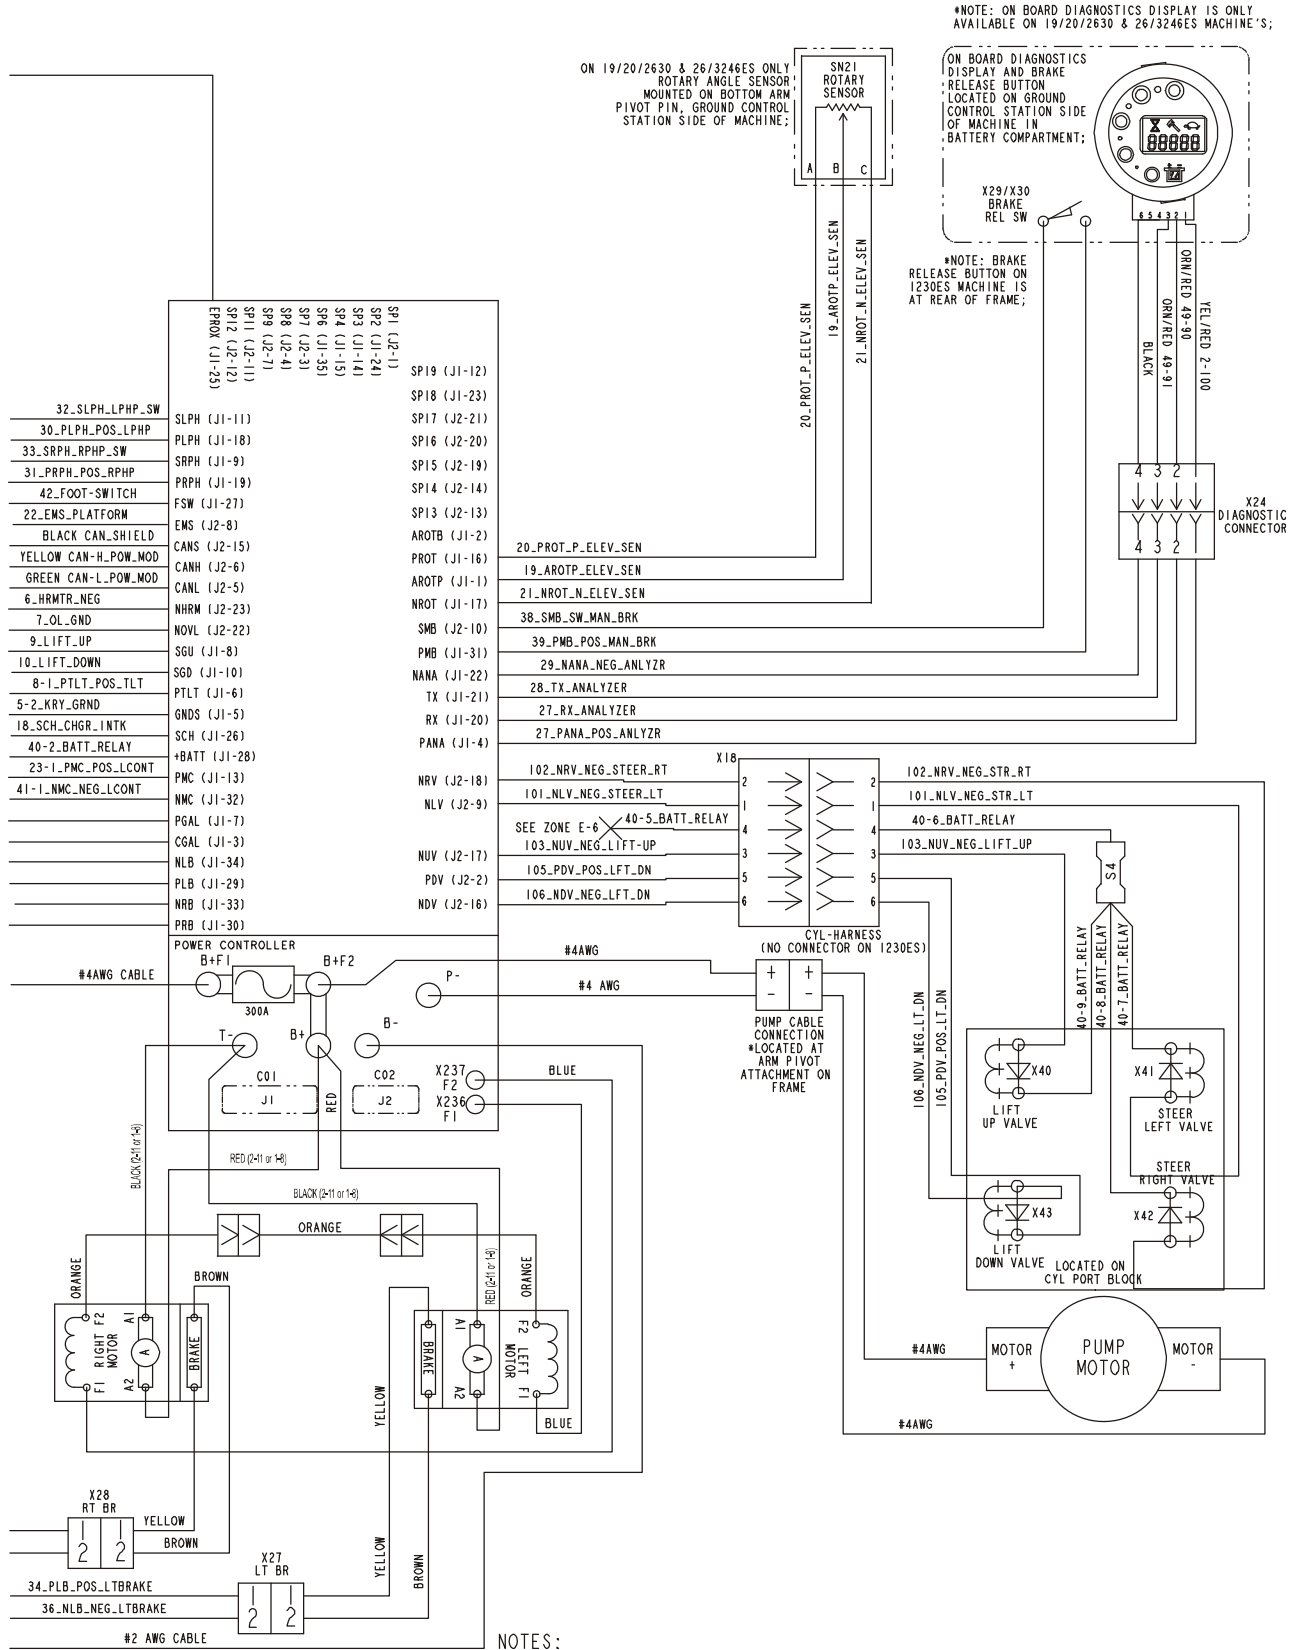 *NOTE: ON BOARD DIAGNOSTICS DISPLAY IS ONLY
AVAILABLE ON 19/20/2630 & 26/3246ES MACHINE'S;
ON 19/20/2630 & 26/3246ES ONLY
ROTARY ANGLE SENSOR
MOUNTED ON BOTTOM ARM
PIVOT PIN, GROUND CONTROL
STATION SIDE OF MACHINE;
SN21
ROTARY
SENSOR
A B C
ON BOARD DIAGNOSTICS
DISPLAY AND BRAKE
RELEASE BUTTON
LOCATED ON GROUND
CONTROL STATION SIDE
OF MACHINE IN
BATTERY COMPARTMENT;
88888
6 5 4 3 2 1
X29/X30
BRAKE
REL SW
*NOTE: BRAKE
RELEASE BUTTON ON
1230ES MACHINE IS
AT REAR OF FRAME;
20_PROT_P_ELEV_SEN
19_AROTP_ELEV_SEN
21_NROT_N_ELEV_SEN
BLACK
ORN/RED 49-91
ORN/RED 49-90
YEL/RED 2-100
4 3 2 1
4 3 2 1
X24
DIAGNOSTIC
CONNECTOR
EPROX (J1-25)
SP12 (J2-12)
SP11 (J2-11)
SP9 (J2-7)
SP8 (J2-4)
SP7 (J2-3)
SP6 (J1-35)
SP4 (J1-15)
SP3 (J1-14)
SP2 (J1-24)
SP1 (J2-1)
SP19 (J1-12)
SP18 (J1-23)
SP17 (J2-21)
SP16 (J2-20)
SP15 (J2-19)
SP14 (J2-14)
SP13 (J2-13)
AROTB (J1-2)
PROT (J1-16)
AROTP (J1-1)
NROT (J1-17)
SMB (J2-10)
PMB (J1-31)
NANA (J1-22)
TX (J1-21)
RX (J1-20)
PANA (J1-4)
NRV (J2-18)
NLV (J2-9)
NUV (J2-17)
PDV (J2-2)
NDV (J2-16)
32_SLPH_LPHP_SW
30_PLPH_POS_LPHP
33_SRPH_RPHP_SW
31_PRPH_POS_RPHP
42_FOOT-SWITCH
22_EMS_PLATFORM
BLACK CAN_SHIELD
YELLOW CAN-H_POW_MOD
GREEN CAN-L_POW_MOD
6_HRMTR_NEG
7_OL_GND
9_LIFT_UP
10_LIFT_DOWN
8-1_PTLT_POS_TLT
5-2_KRY_GRND
18_SCH_CHGR_INTK
40-2_BATT_RELAY
23-1_PMC_POS_LCONT
41-1_NMC_NEG_LCONT
SLPH (J1-11)
PLPH (J1-18)
SRPH (J1-9)
PRPH (J1-19)
FSW (J1-27)
EMS (J2-8)
CANS (J2-15)
CANH (J2-6)
CANL (J2-5)
NHRM (J2-23)
NOVL (J2-22)
SGU (J1-8)
SGD (J1-10)
PTLT (J1-6)
GNDS (J1-5)
SCH (J1-26)
+BATT (J1-28)
PMC (J1-13)
NMC (J1-32)
PGAL (J1-7)
CGAL (J1-3)
NLB (J1-34)
PLB (J1-29)
NRB (J1-33)
PRB (J1-30)
20_PROT_P_ELEV_SEN
19_AROTP_ELEV_SEN
21_NROT_N_ELEV_SEN
38_SMB_SW_MAN_BRK
39_PMB_POS_MAN_BRK
29_NANA_NEG_ANLYZR
28_TX_ANALYZER
27_RX_ANALYZER
27_PANA_POS_ANLYZR
X18
102_NRV_NEG_STEER_RT
101_NLV_NEG_STEER_LT
SEE ZONE E-6
40-5_BATT_RELAY
103_NUV_NEG_LIFT-UP
105_PDV_POS_LFT_DN
106_NDV_NEG_LFT_DN
2 2
1 1
4 4
3 3
5 5
6 6
102_NRV_NEG_STR_RT
101_NLV_NEG_STR_LT
40-6_BATT_RELAY
103_NUV_NEG_LIFT_UP
S4
CYL-HARNESS
(NO CONNECTOR ON 1230ES)
40-9_BATT_RELAY
40-8_BATT_RELAY
40-7_BATT_RELAY
106_NDV_NEG_LT_DN
105_PDV_POS_LT_DN
POWER CONTROLLER
B+F1
B+F2
300A
P-
T-
B+
B-
#4AWG CABLE
#4AWG
#4 AWG
+ +
- -
PUMP CABLE
CONNECTION
*LOCATED AT
ARM PIVOT
ATTACHMENT ON
FRAME
C01
J1
RED
C02
J2
X237
F2
X236
F1
BLUE
X40
LIFT
UP VALVE
X41
STEER
LEFT VALVE
STEER
RIGHT VALVE
X42
X43
LIFT
DOWN VALVE
LOCATED ON
CYL PORT BLOCK
BLACK (2-11 or 1-8)
RED (2-11 or 1-8)
BLACK (2-11 or 1-8)
RED (2-11 or 1-8)
ORANGE
ORANGE
BROWN
ORANGE
F2
F1
RIGHT
MOTOR
A1
A
A2
BRAKE
BRAKE
A1
A
A2
F2
F1
LEFT
MOTOR
BLUE
YELLOW
MOTOR
+
PUMP
MOTOR
MOTOR
-
#4AWG
#4AWG
X28
RT BR
1 1
2 2
YELLOW
BROWN
X27
LT BR
1 1
2 2
YELLOW
BROWN
34_PLB_POS_LTBRAKE
36_NLB_NEG_LTBRAKE
#2 AWG CABLE
NOTES: